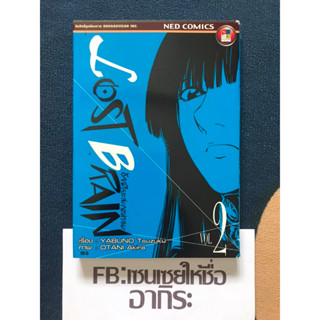 NED COMICS
LOST BRAIN
เรื่อง YABUNO Tsuzuku
ภาพ OTANI Akira
VOL.2
FB:เซนเซยให้ชื่อ
อากิระ